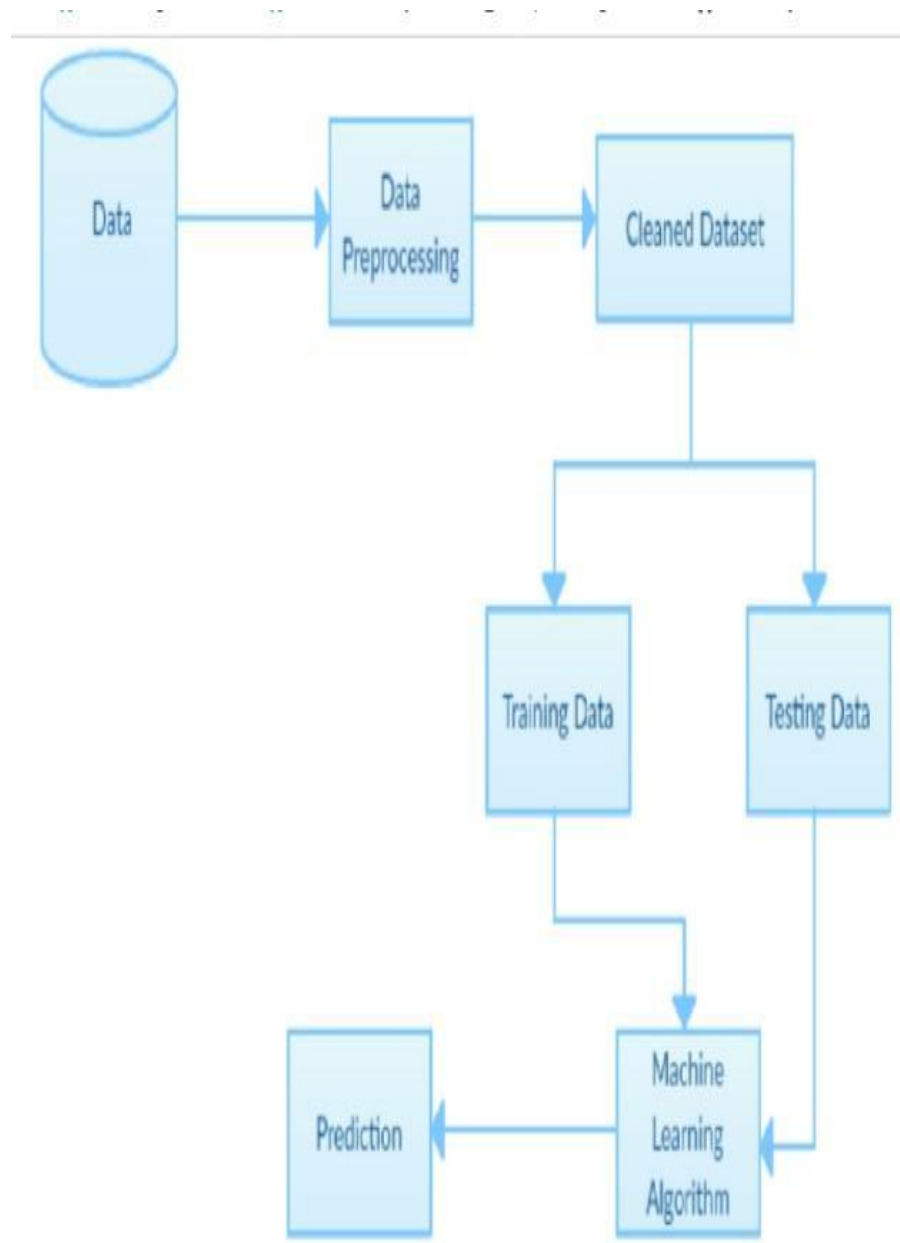 Data
Data
Preprocessing
Cleaned Dataset
Training Data
Testing Data
Machine
Learning
Algorithm
Prediction